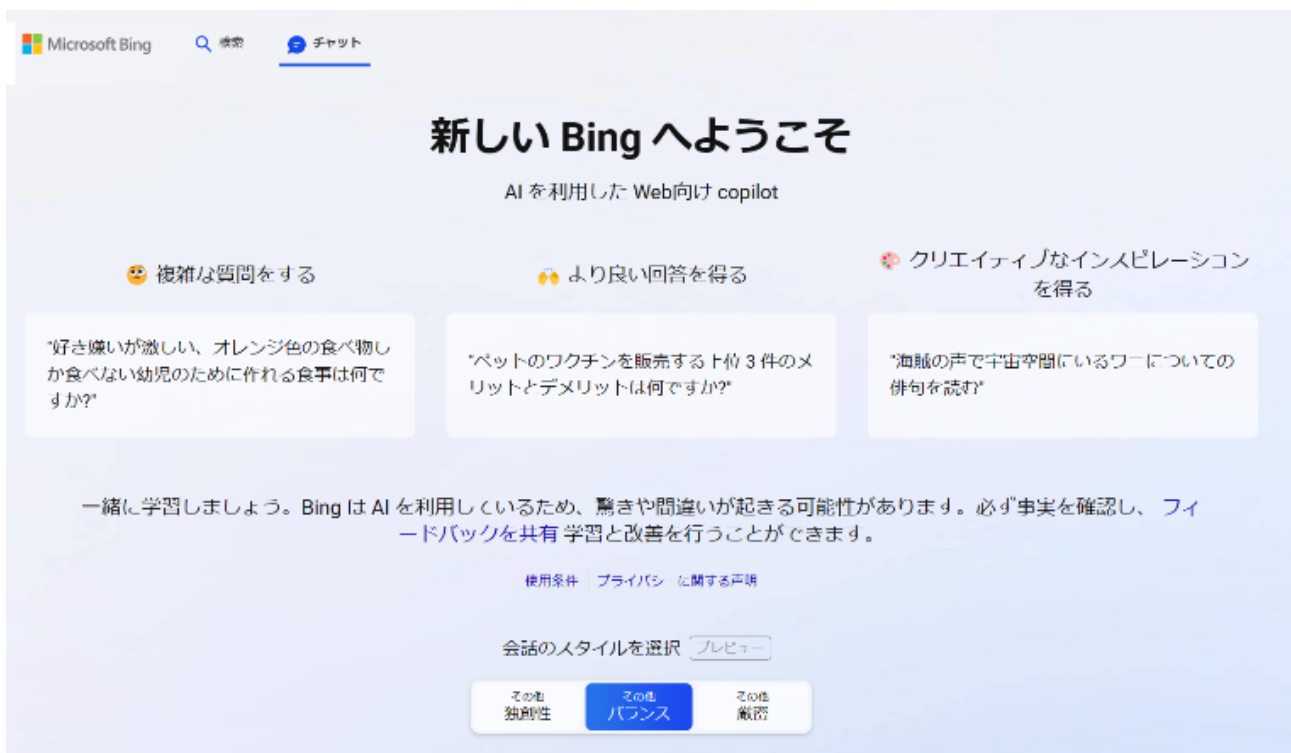 Microsoft Bing 検索 チャット
新しい Bing へようこそ
AI を利用した Web向け copilot
複雑な質問をする
"好き嫌いが激しい、オレンジ色の食べ物し
か食べない幼児のために作れる食事は何で
すか?"
より良い回答を得る
"ペットのワクチンを販売する上位 3 件のメ
リットとデメリットは何ですか?"
クリエイティブなインスピレーション
を得る
"海賊の声で宇宙空間にいるワニについての
俳句を読む"
一緒に学習しましょう。Bing は AI を利用しているため、驚きや間違いが起きる可能性があります。必ず事実を確認し、 フィ
ードバックを共有 学習と改善を行うことができます。
使用条件 プライバシーに関する声明
会話のスタイルを選択 プレビュー
その他
独創性
その他
バランス
その他
厳密